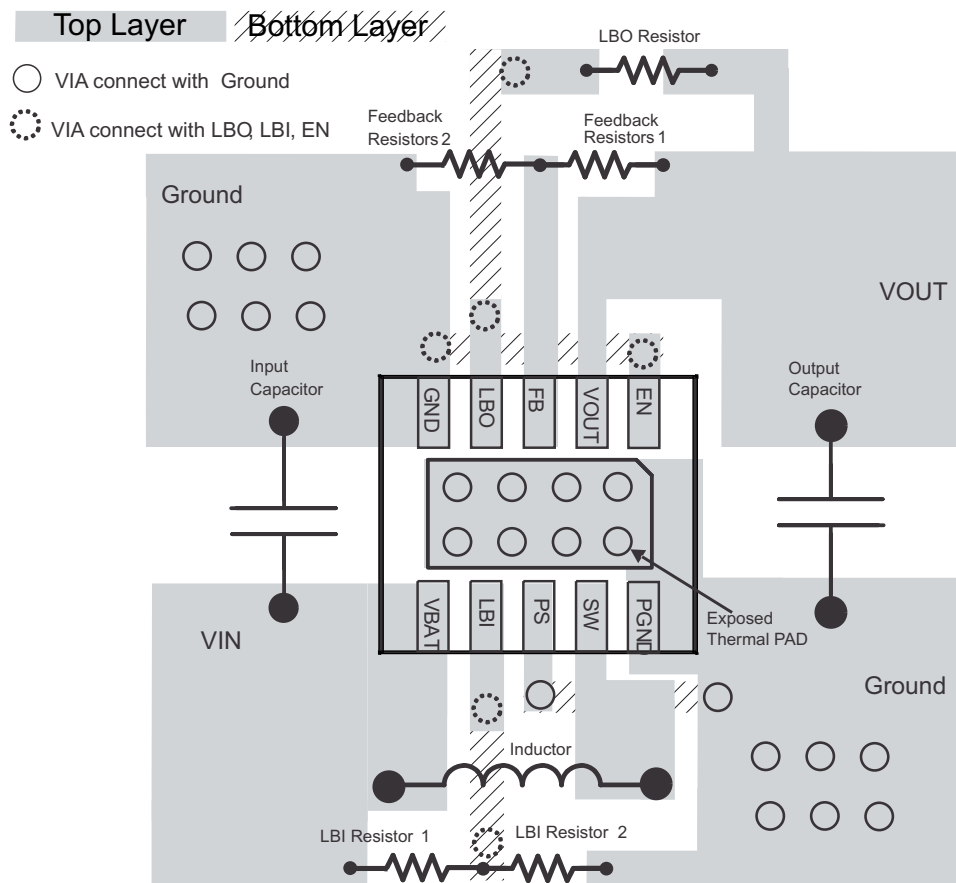 Top Layer
Bottom Layer
LBO Resistor
VIA connect with Ground
VIA connect with LBO, LBI, EN
Feedback
Resistors 2
Feedback
Resistors 1
Ground
VOUT
Input
Capacitor
Output
Capacitor
GND
LBO
FB
VOUT
EN
VBAT
LBI
PS
SW
PGND
Exposed
Thermal PAD
VIN
Ground
Inductor
LBI Resistor 1
LBI Resistor 2